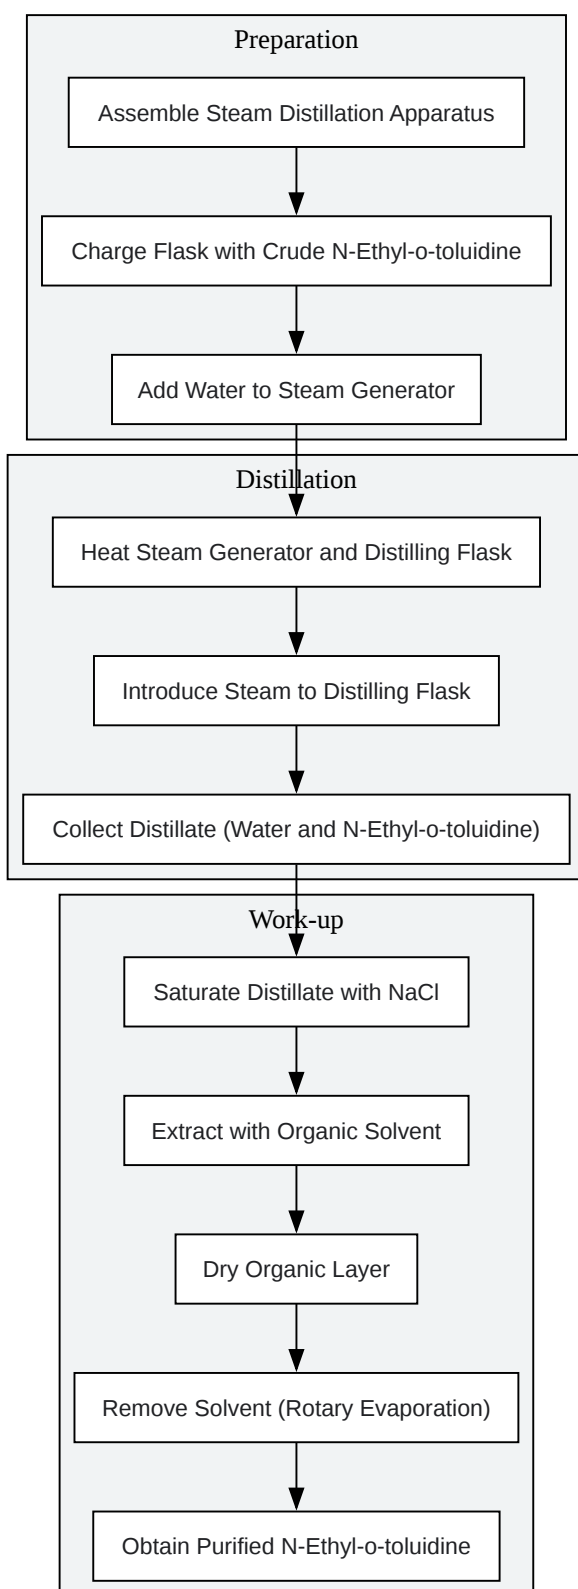 Preparation
Assemble Steam Distillation Apparatus
Charge Flask with Crude N-Ethyl-o-toluidine
Add Water to Steam Generator
Distillation
Heat Steam Generator and Distilling Flask
Introduce Steam to Distilling Flask
Collect Distillate (Water and N-Ethyl-o-toluidine)
Work-up
Saturate Distillate with NaCl
Extract with Organic Solvent
Dry Organic Layer
Remove Solvent (Rotary Evaporation)
Obtain Purified N-Ethyl-o-toluidine